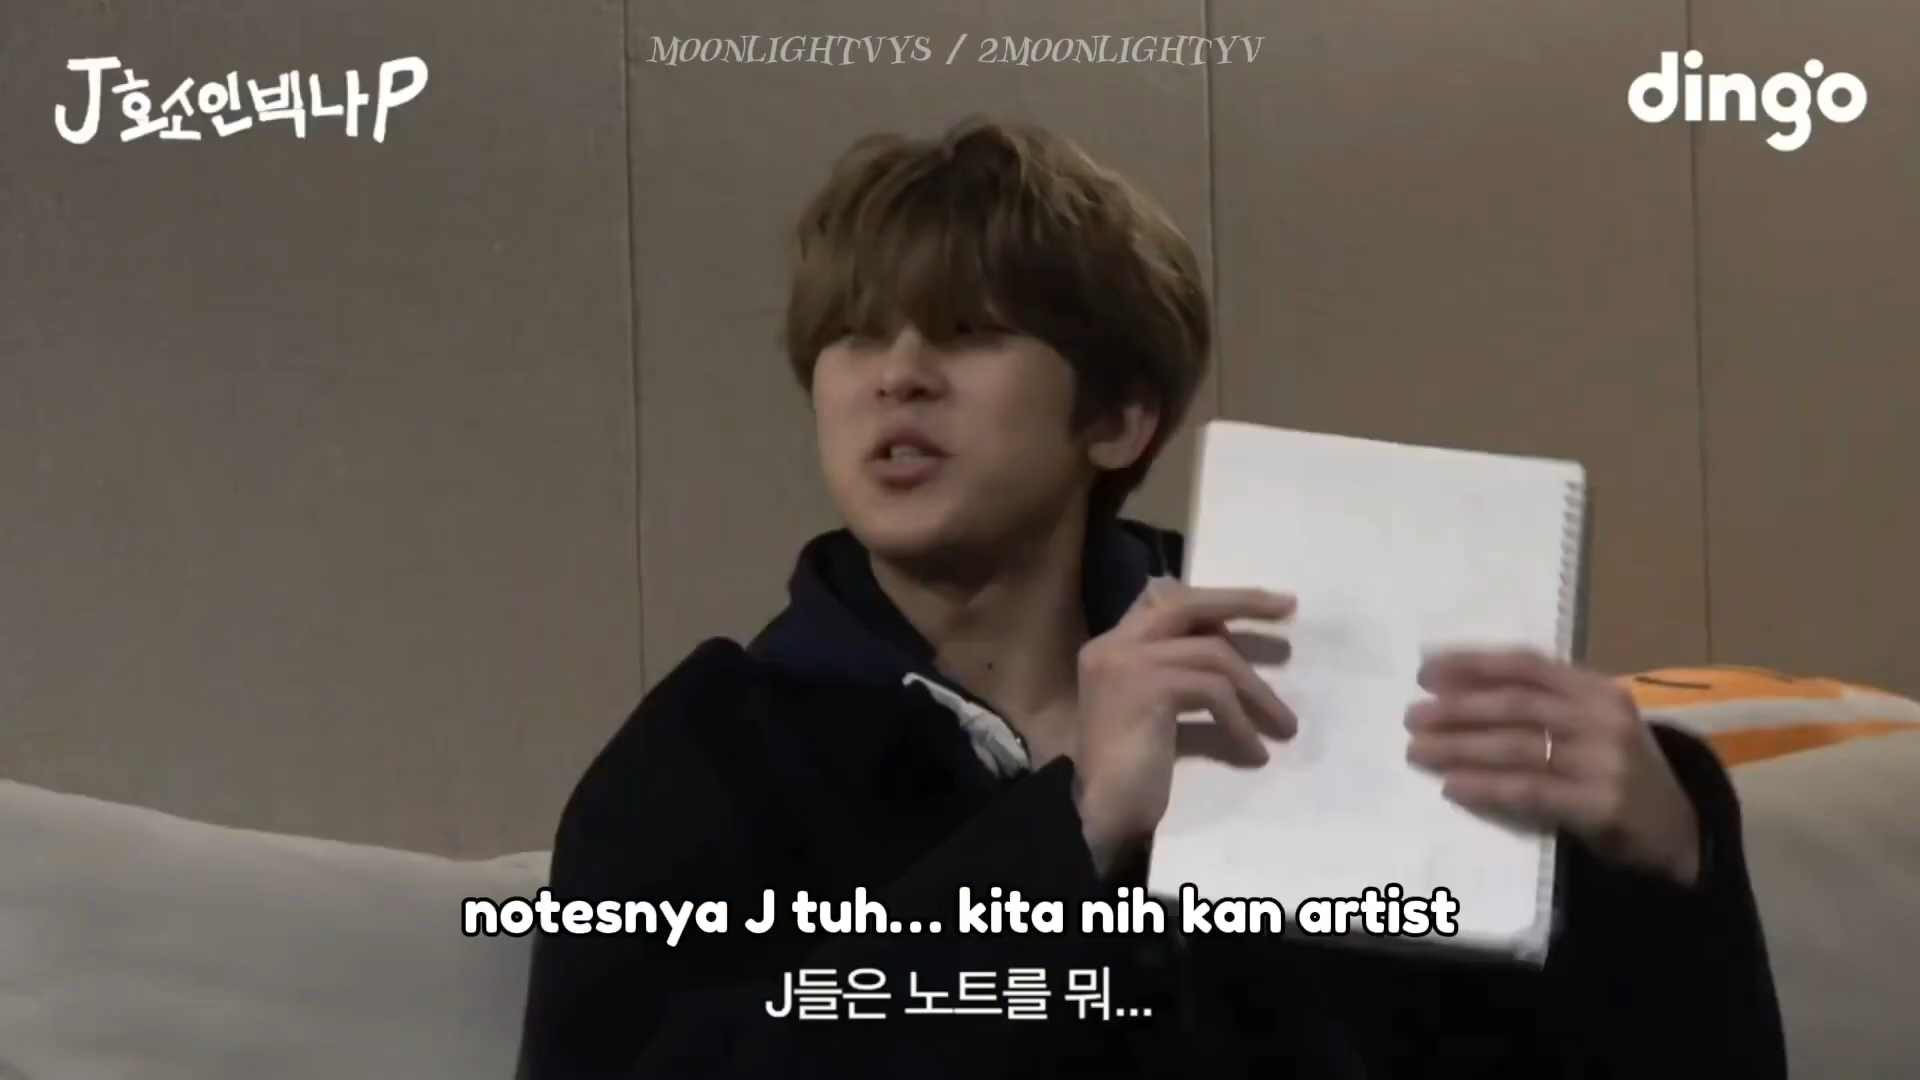 MOONLIGHTVYS / 2MOONLIGHTYV
J호소인빅나P
dingo
notesnya J tuh... kita nih kan artist
J들은 노트를 뭐...